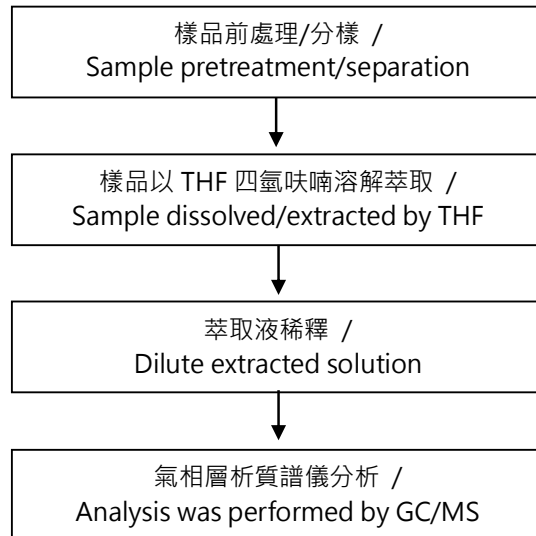 樣品前處理/分樣 /
Sample pretreatment/separation
樣品以 THF 四氫呋喃溶解萃取 /
Sample dissolved/extracted by THF
萃取液稀釋 /
Dilute extracted solution
氣相層析質譜儀分析 /
Analysis was performed by GC/MS